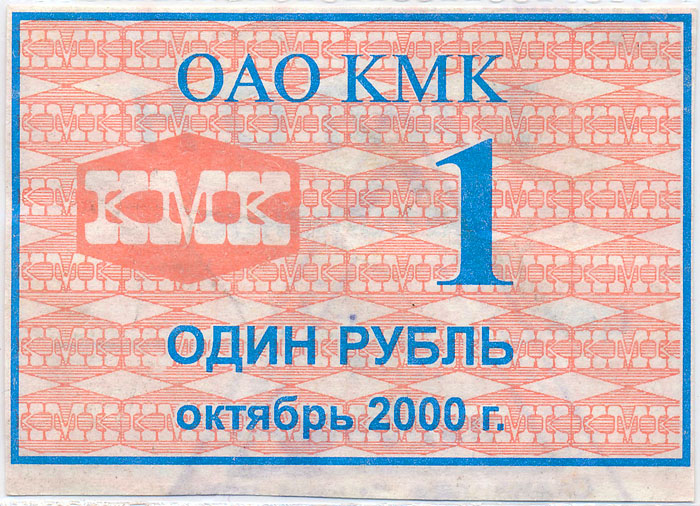 ОАО КМК
КМК
1
ОДИН РУБЛЬ
октябрь 2000 г.